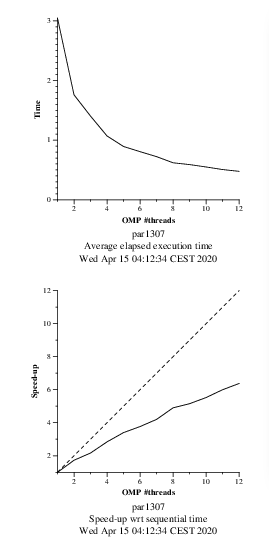 3
2
1
0
Time
2 4 6 8 10 12
OMP #threads
par1307
Average elapsed execution time
Wed Apr 15 04:12:34 CEST 2020
12
10
8
6
4
2
Speed-up
2 4 6 8 10 12
OMP #threads
par1307
Speed-up wrt sequential time
Wed Apr 15 04:12:34 CEST 2020